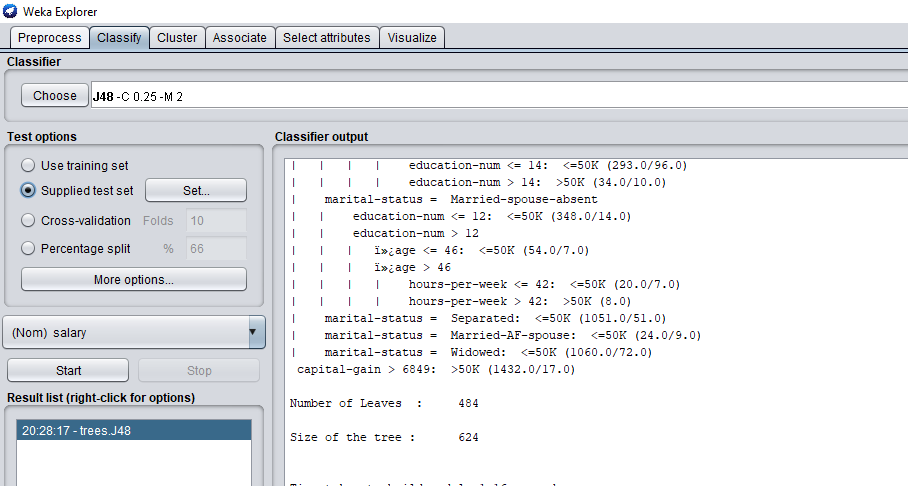 Weka Explorer
Preprocess Classify Cluster Associate Select attributes Visualize
Classifier
Choose J48 -C 0.25 -M 2
Test options
Use training set
Supplied test set Set...
Cross-validation Folds 10
Percentage split % 66
More options...
(Nom) salary
Start Stop
Result list (right-click for options)
20:28:17 - trees.J48
Classifier output
| | | | education-num <= 14: <=50K (293.0/96.0)
| | | | education-num > 14: >50K (34.0/10.0)
| marital-status = Married-spouse-absent
| | education-num <= 12: <=50K (348.0/14.0)
| | education-num > 12
| | | ï»¿age <= 46: <=50K (54.0/7.0)
| | | ï»¿age > 46
| | | | hours-per-week <= 42: <=50K (20.0/7.0)
| | | | hours-per-week > 42: >50K (8.0)
| marital-status = Separated: <=50K (1051.0/51.0)
| marital-status = Married-AF-spouse: <=50K (24.0/9.0)
| marital-status = Widowed: <=50K (1060.0/72.0)
capital-gain > 6849: >50K (1432.0/17.0)
Number of Leaves : 484
Size of the tree : 624